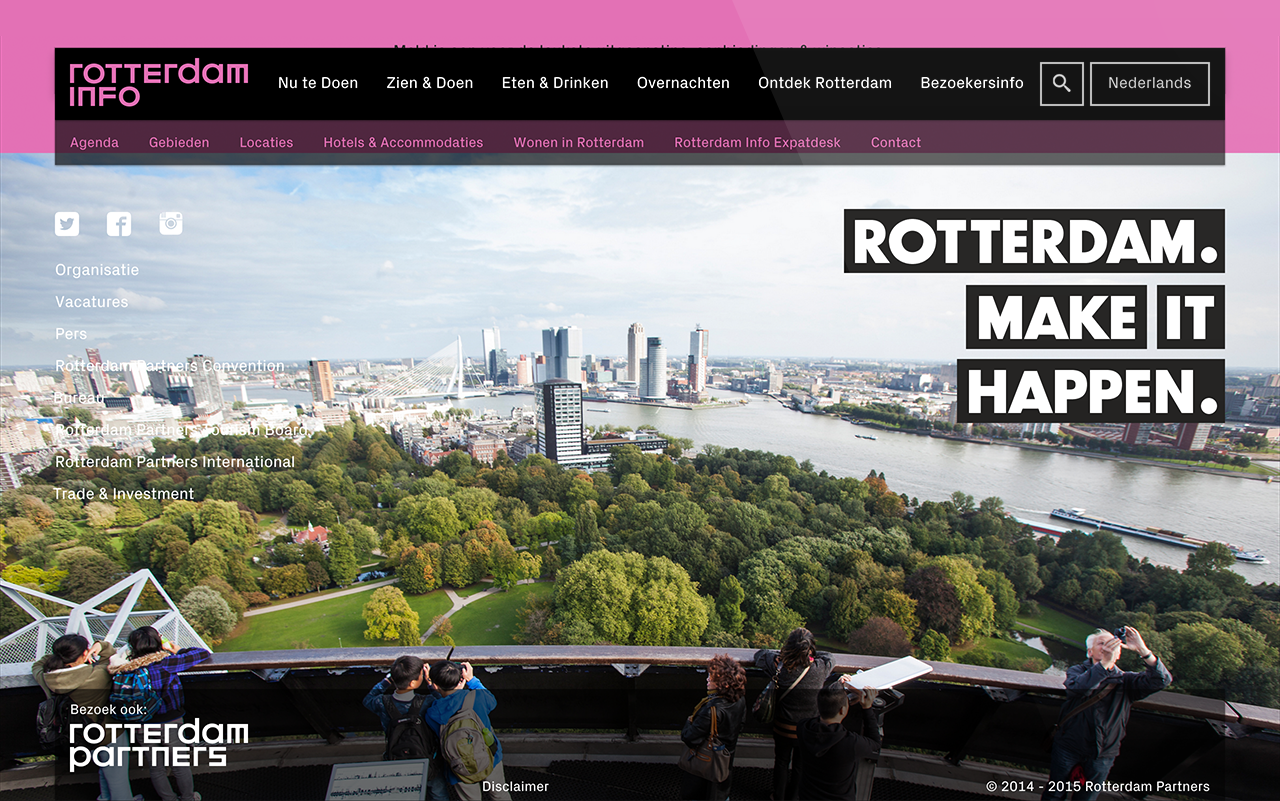 rotterdam
INFO
Nu te Doen
Zien & Doen
Eten & Drinken
Overnachten
Ontdek Rotterdam
Bezoekersinfo
Nederlands
Agenda
Gebieden
Locaties
Hotels & Accommodaties
Wonen in Rotterdam
Rotterdam Info Expatdesk
Contact
ROTTERDAM.
MAKE IT
HAPPEN.
Organisatie
Vacatures
Pers
Rotterdam Partners Convention
Bureau
Rotterdam Partners Tourism Board
Rotterdam Partners International
Trade & Investment
Bezoek ook:
rotterdam
partners
Disclaimer
© 2014 - 2015 Rotterdam Partners